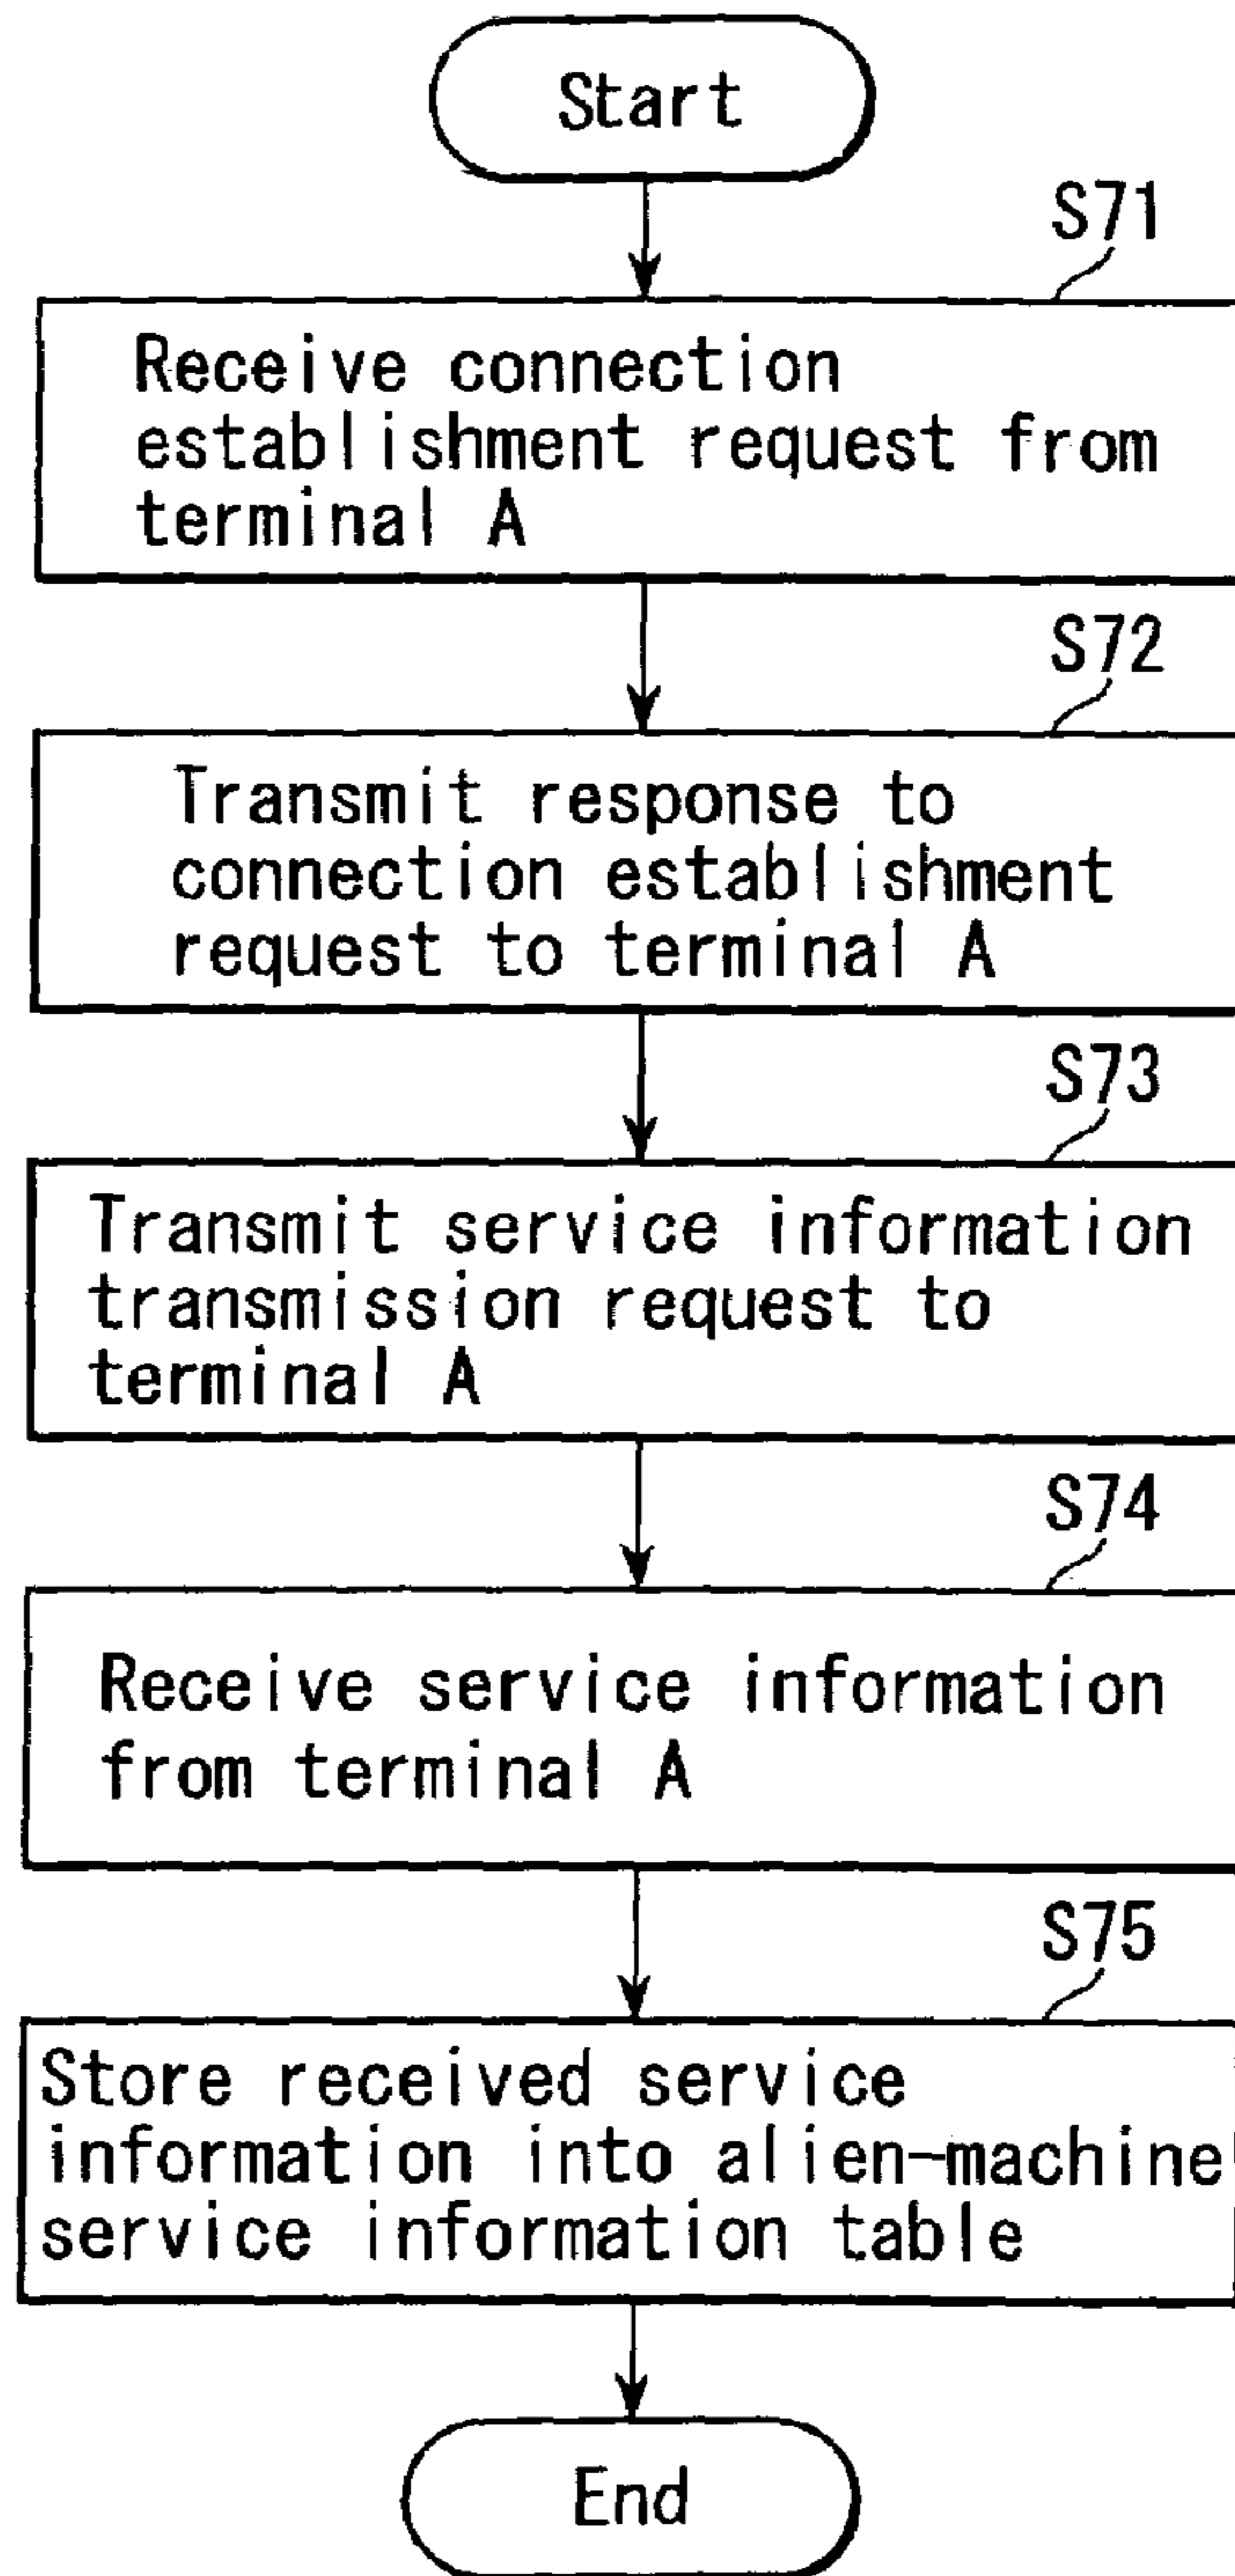 Start
S71
Receive connection
establishment request from
terminal A
S72
Transmit response to
connection establishment
request to terminal A
S73
Transmit service information
transmission request to
terminal A
S74
Receive service information
from terminal A
S75
Store received service
information into alien-machine
service information table
End